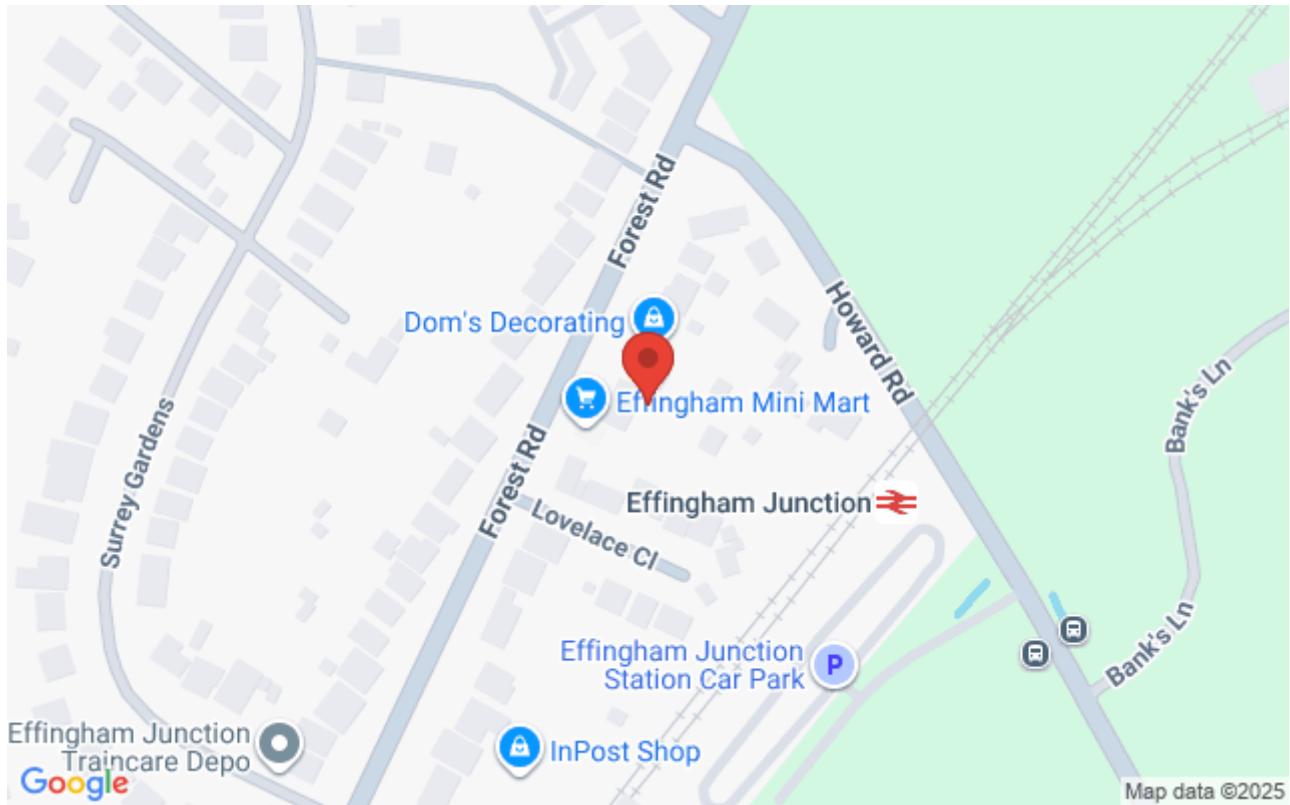 Forest Rd
Howard Rd
Dom's Decorating
Effingham Mini Mart
Bank's Ln
Surrey Gardens
Forest Rd
Effingham Junction
Lovelace Cl
Bank's Ln
Effingham Junction
Station Car Park
P
Effingham Junction
Traincare Depo
InPost Shop
Google
Map data ©2025